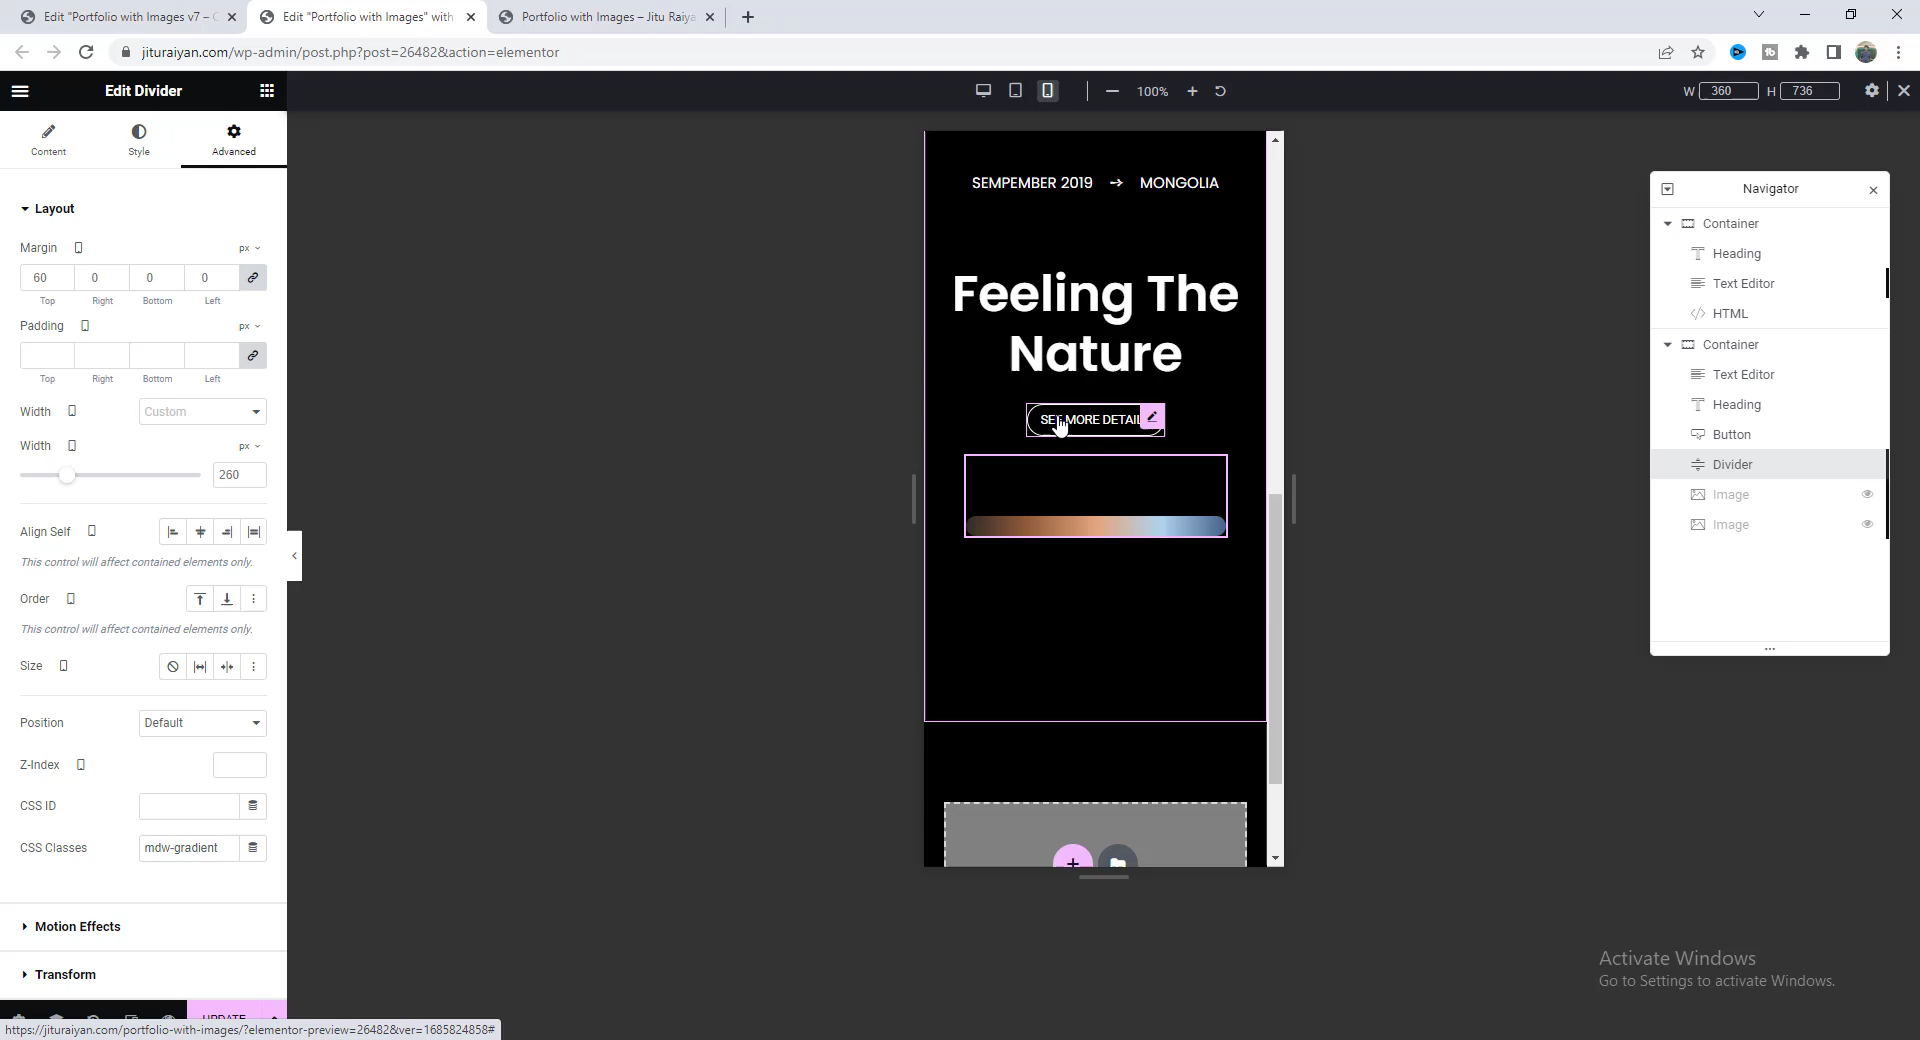 Edit "Portfolio with Images v7 –
Edit "Portfolio with Images" with
Portfolio with Images – Jitu Raiya
jituraiyan.com/wp-admin/post.php?post=26482&action=elementor
Edit Divider
100%
W 360 H 736
Content
Style
Advanced
Layout
Margin
px
60 0 0 0
Top Right Bottom Left
Padding
px
Top Right Bottom Left
Width
Custom
Width
px
260
Align Self
This control will affect contained elements only.
Order
This control will affect contained elements only.
Size
Position
Default
Z-Index
CSS ID
CSS Classes
mdw-gradient
Motion Effects
Transform
UPDATE
https://jituraiyan.com/portfolio-with-images/?elementor-preview=26482&ver=1685824858#
SEMPEMBER 2019 → MONGOLIA
Feeling The
Nature
MORE DETAIL
Navigator
Container
Heading
Text Editor
HTML
Container
Text Editor
Heading
Button
Divider
Image
Image
Activate Windows
Go to Settings to activate Windows.